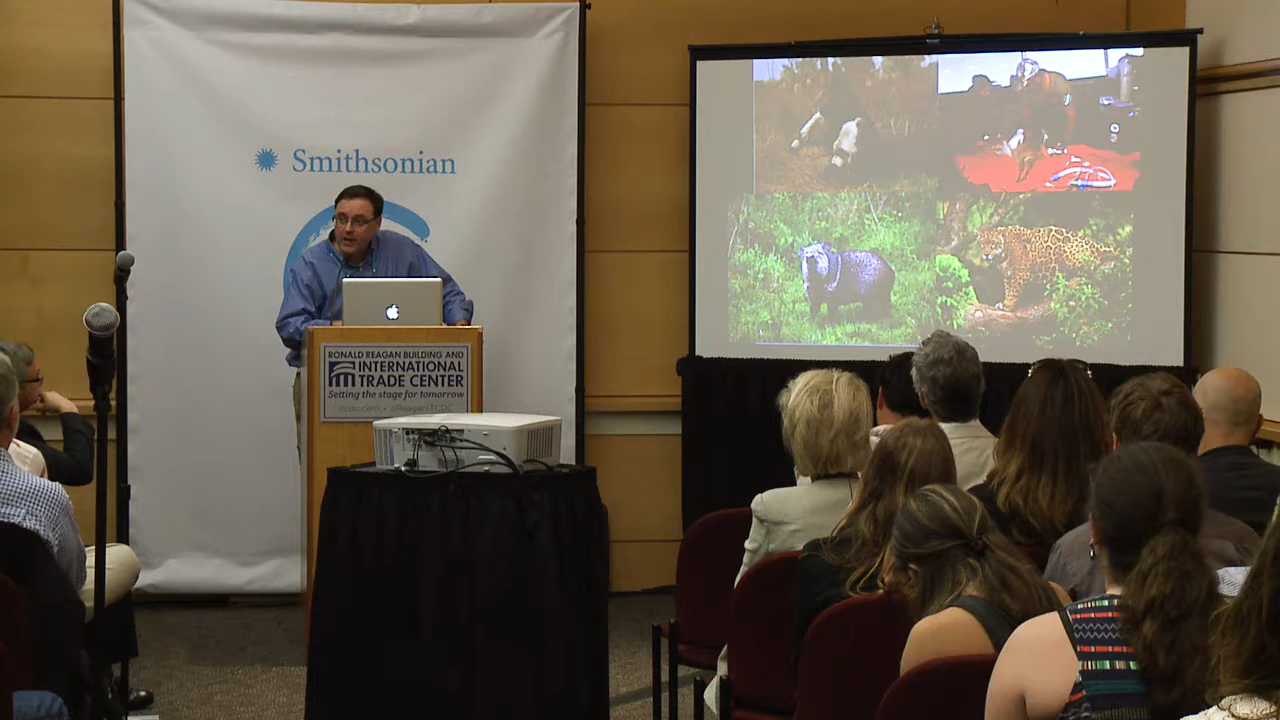 Smithsonian
RONALD REAGAN BUILDING AND
INTERNATIONAL
TRADE CENTER
Setting the stage for tomorrow